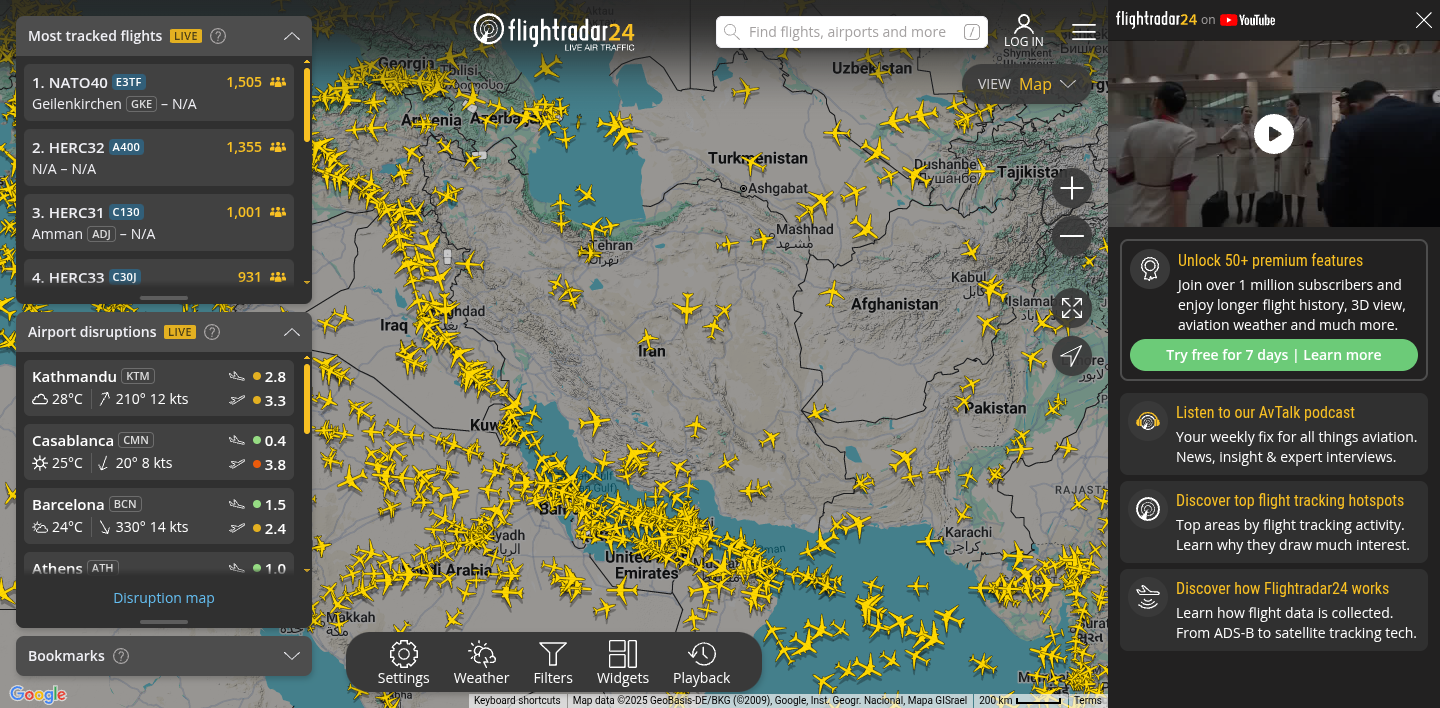 Most tracked flights LIVE ?
1. NATO40 E3TF 1,505
Geilenkirchen GKE – N/A
2. HERC32 A400 1,355
N/A – N/A
3. HERC31 C130 1,001
Amman ADJ – N/A
4. HERC33 C30J 931
Airport disruptions LIVE ?
Kathmandu KTM 2.8
28°C 210° 12 kts 3.3
Casablanca CMN 0.4
25°C 20° 8 kts 3.8
Barcelona BCN 1.5
24°C 330° 14 kts 2.4
Athens ATH 1.0
Disruption map
Bookmarks ?
Google
flightradar24
LIVE AIR TRAFFIC
Find flights, airports and more /
LOG IN
VIEW Map
Georgia
Tbilisi
Armenia
Uzbekistan
Turkmenistan
Ashgabat
Dushanbe
Душанбе
Tajikistan
Mashhad
مشهد
Tehran
تهران
Kabul
کابل
Islamabad
Afghanistan
Iraq
Iran
Pakistan
Karachi
کراچی
الرياض
Saudi Arabia
United
Emirates
Makkah
مكة
Settings
Weather
Filters
Widgets
Playback
Keyboard shortcuts
Map data ©2025 GeoBasis-DE/BKG (©2009), Google, Inst. Geogr. Nacional, Mapa GISrael
200 km
Terms
flightradar24 on YouTube
Unlock 50+ premium features
Join over 1 million subscribers and
enjoy longer flight history, 3D view,
aviation weather and much more.
Try free for 7 days | Learn more
Listen to our AvTalk podcast
Your weekly fix for all things aviation.
News, insight & expert interviews.
Discover top flight tracking hotspots
Top areas by flight tracking activity.
Learn why they draw much interest.
Discover how Flightradar24 works
Learn how flight data is collected.
From ADS-B to satellite tracking tech.